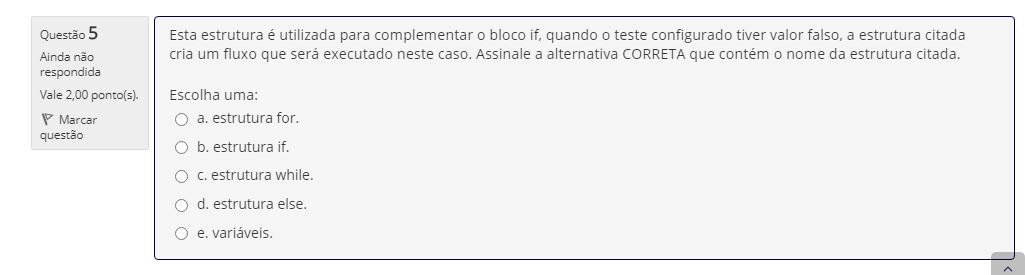 Questão 5
Ainda não
respondida
Vale 2,00 ponto(s).
Marcar
questão
Esta estrutura é utilizada para complementar o bloco if, quando o teste configurado tiver valor falso, a estrutura citada
cria um fluxo que será executado neste caso. Assinale a alternativa CORRETA que contém o nome da estrutura citada.
Escolha uma:
a. estrutura for.
b. estrutura if.
c. estrutura while.
d. estrutura else.
e. variáveis.